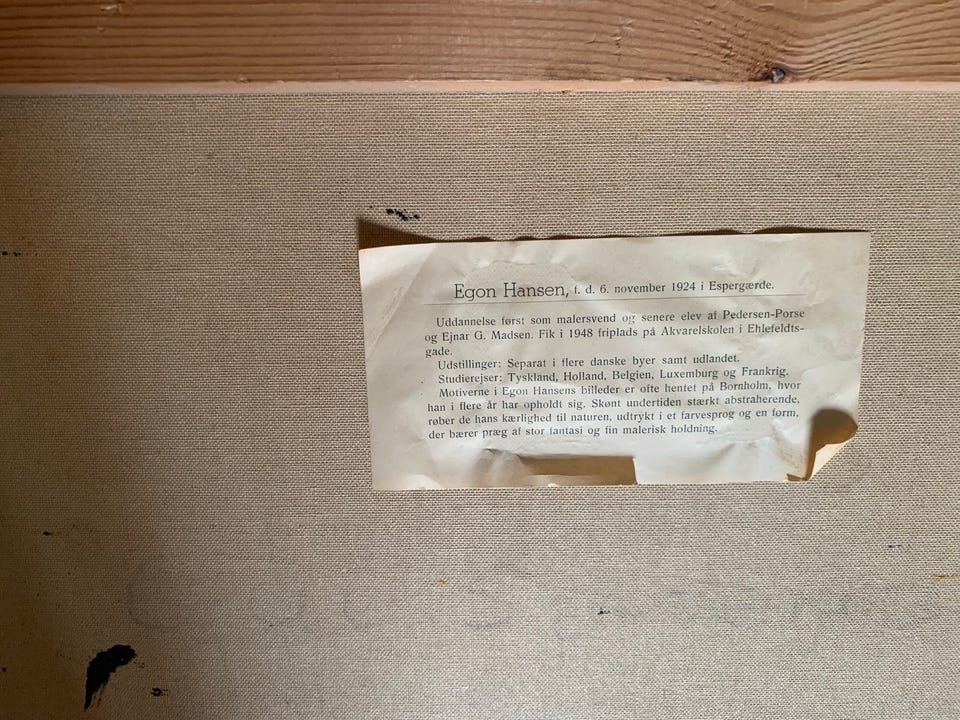 Egon Hansen, f. d. 6. november 1924 i Espergærde.
Uddannelse først som malersvend og senere elev af Pedersen-Porse
og Ejnar G. Madsen. Fik i 1948 friplads på Akvarelskolen i Ehlefeldts-
gade.
Udstillinger: Separat i flere danske byer samt udlandet.
Studierejser: Tyskland, Holland, Belgien, Luxemburg og Frankrig.
Motiverne i Egon Hansens billeder er ofte hentet på Bornholm, hvor
han i flere år har opholdt sig. Skønt undertiden stærkt abstraherende,
røber de hans kærlighed til naturen, udtrykt i et farvesprog og en form,
der bærer præg af stor fantasi og fin malerisk holdning.